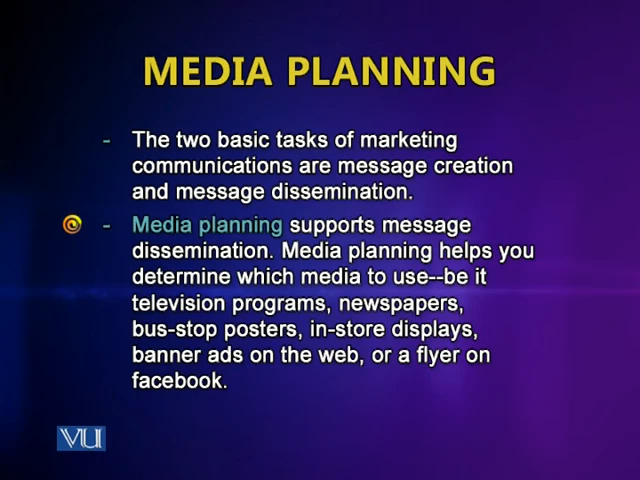 MEDIA PLANNING
- The two basic tasks of marketing
communications are message creation
and message dissemination.
- Media planning supports message
dissemination. Media planning helps you
determine which media to use--be it
television programs, newspapers,
bus-stop posters, in-store displays,
banner ads on the web, or a flyer on
facebook.
VU